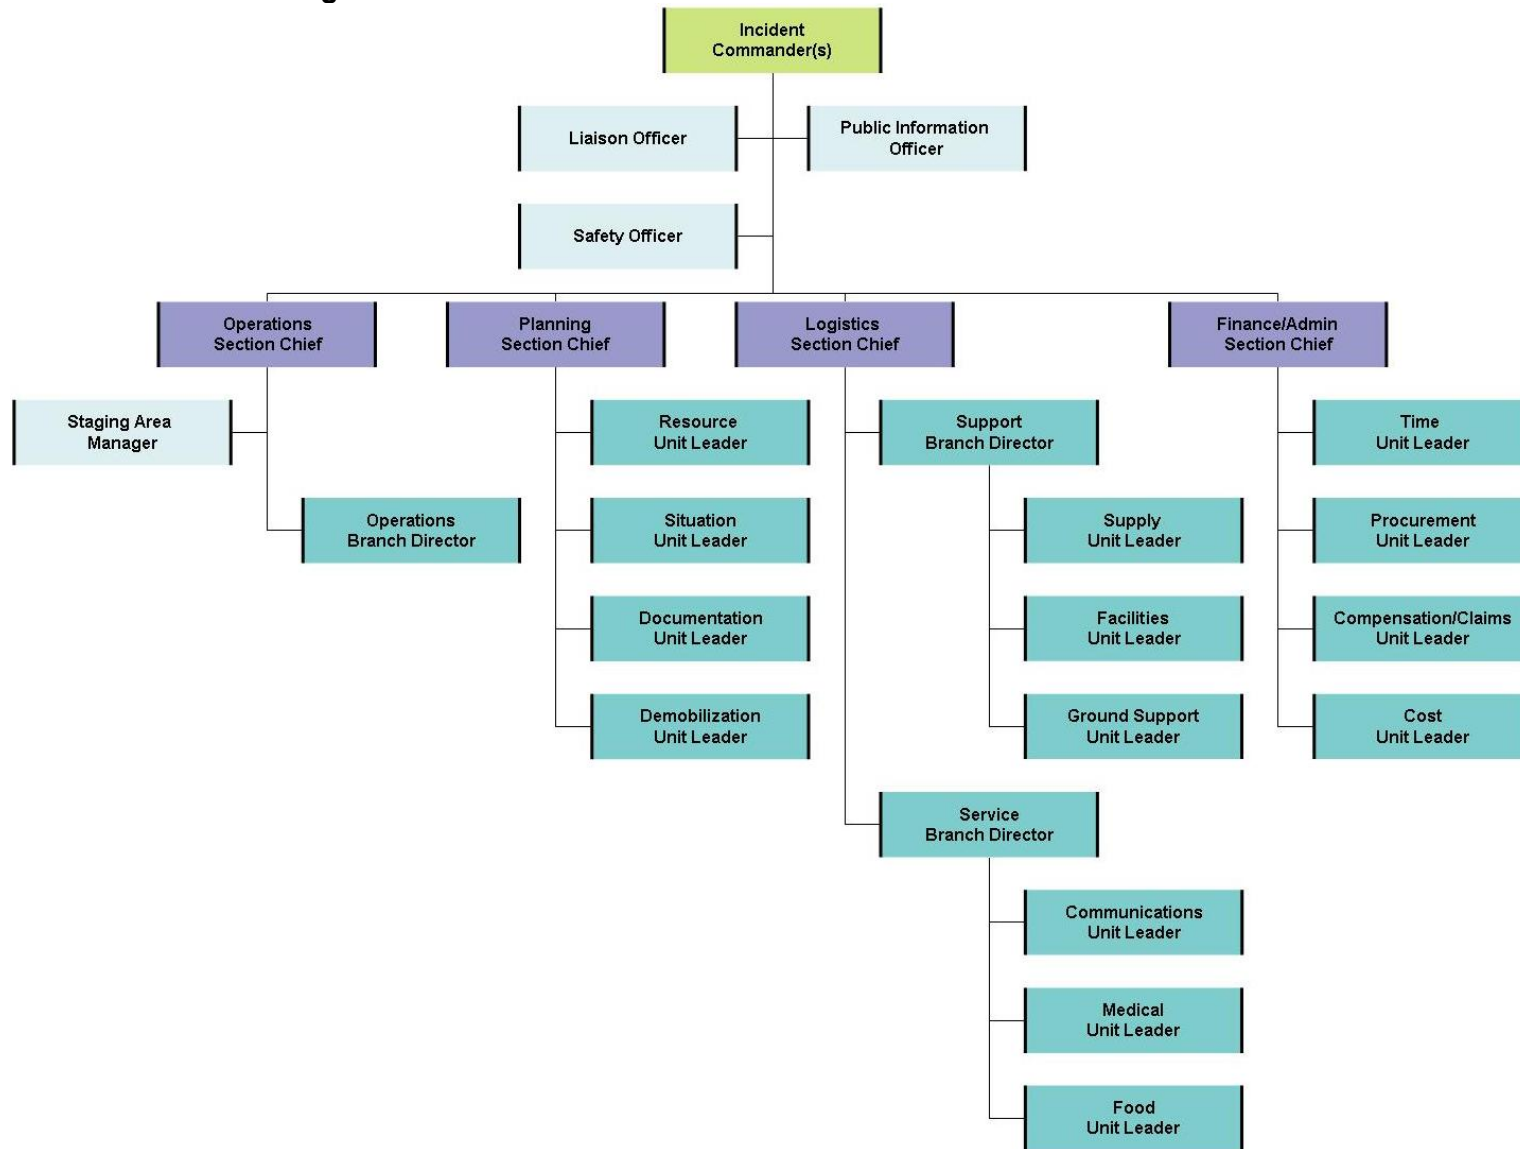 Incident
Commander(s)
Liaison Officer
Public Information
Officer
Safety Officer
Operations
Section Chief
Planning
Section Chief
Logistics
Section Chief
Finance/Admin
Section Chief
Staging Area
Manager
Operations
Branch Director
Resource
Unit Leader
Situation
Unit Leader
Documentation
Unit Leader
Demobilization
Unit Leader
Support
Branch Director
Supply
Unit Leader
Facilities
Unit Leader
Ground Support
Unit Leader
Service
Branch Director
Communications
Unit Leader
Medical
Unit Leader
Food
Unit Leader
Time
Unit Leader
Procurement
Unit Leader
Compensation/Claims
Unit Leader
Cost
Unit Leader